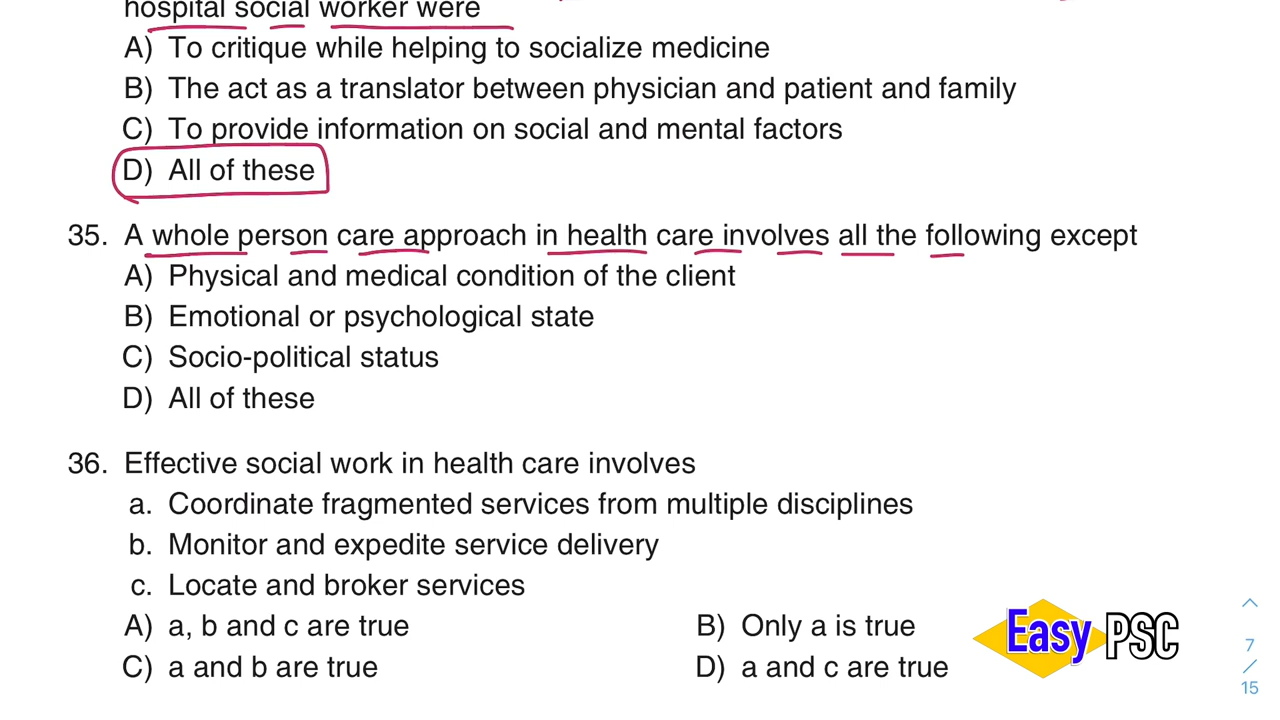 hospital social worker were
A) To critique while helping to socialize medicine
B) The act as a translator between physician and patient and family
C) To provide information on social and mental factors
D) All of these
35. A whole person care approach in health care involves all the following except
A) Physical and medical condition of the client
B) Emotional or psychological state
C) Socio-political status
D) All of these
36. Effective social work in health care involves
a. Coordinate fragmented services from multiple disciplines
b. Monitor and expedite service delivery
c. Locate and broker services
A) a, b and c are true B) Only a is true
C) a and b are true D) a and c are true
Easy PSC
7
/
15